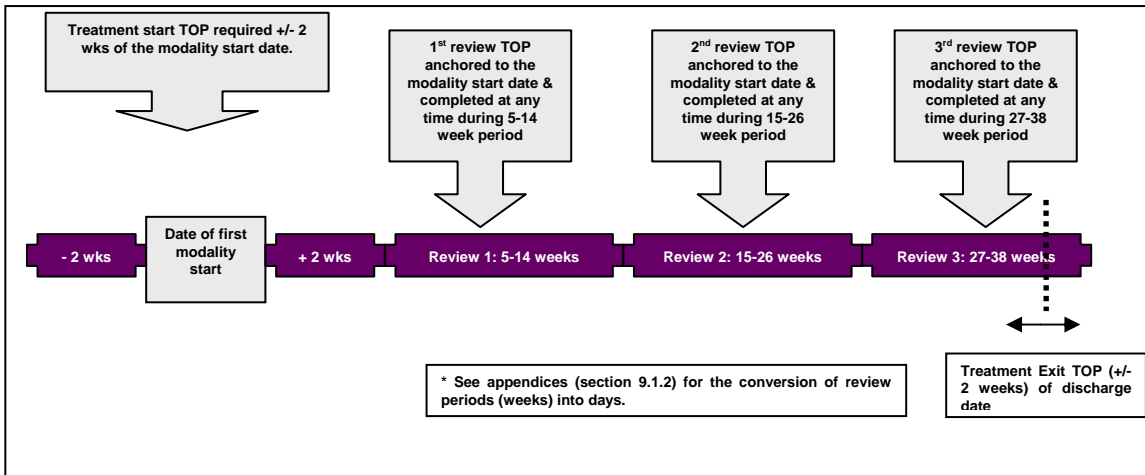 Treatment start TOP required +/- 2
wks of the modality start date.
1st review TOP
anchored to the
modality start date &
completed at any
time during 5-14
week period
2nd review TOP
anchored to the
modality start date &
completed at any
time during 15-26
week period
3rd review TOP
anchored to the
modality start date &
completed at any
time during 27-38
week period
- 2 wks
Date of first
modality
start
+ 2 wks
Review 1: 5-14 weeks
Review 2: 15-26 weeks
Review 3: 27-38 weeks
* See appendices (section 9.1.2) for the conversion of review
periods (weeks) into days.
Treatment Exit TOP (+/-
2 weeks) of discharge
date